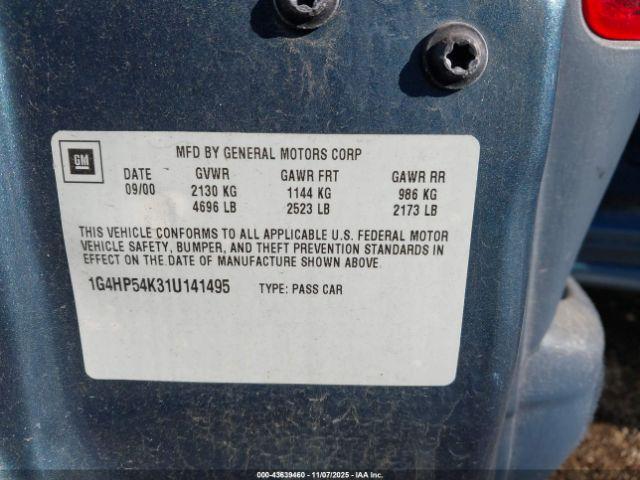 GM
MFD BY GENERAL MOTORS CORP
DATE GVWR GAWR FRT GAWR RR
09/00 2130 KG 1144 KG 986 KG
4696 LB 2523 LB 2173 LB
THIS VEHICLE CONFORMS TO ALL APPLICABLE U.S. FEDERAL MOTOR
VEHICLE SAFETY, BUMPER, AND THEFT PREVENTION STANDARDS IN
EFFECT ON THE DATE OF MANUFACTURE SHOWN ABOVE.
1G4HP54K31U141495 TYPE: PASS CAR
000-43639460 - 11/07/2025 - IAAC Inc.